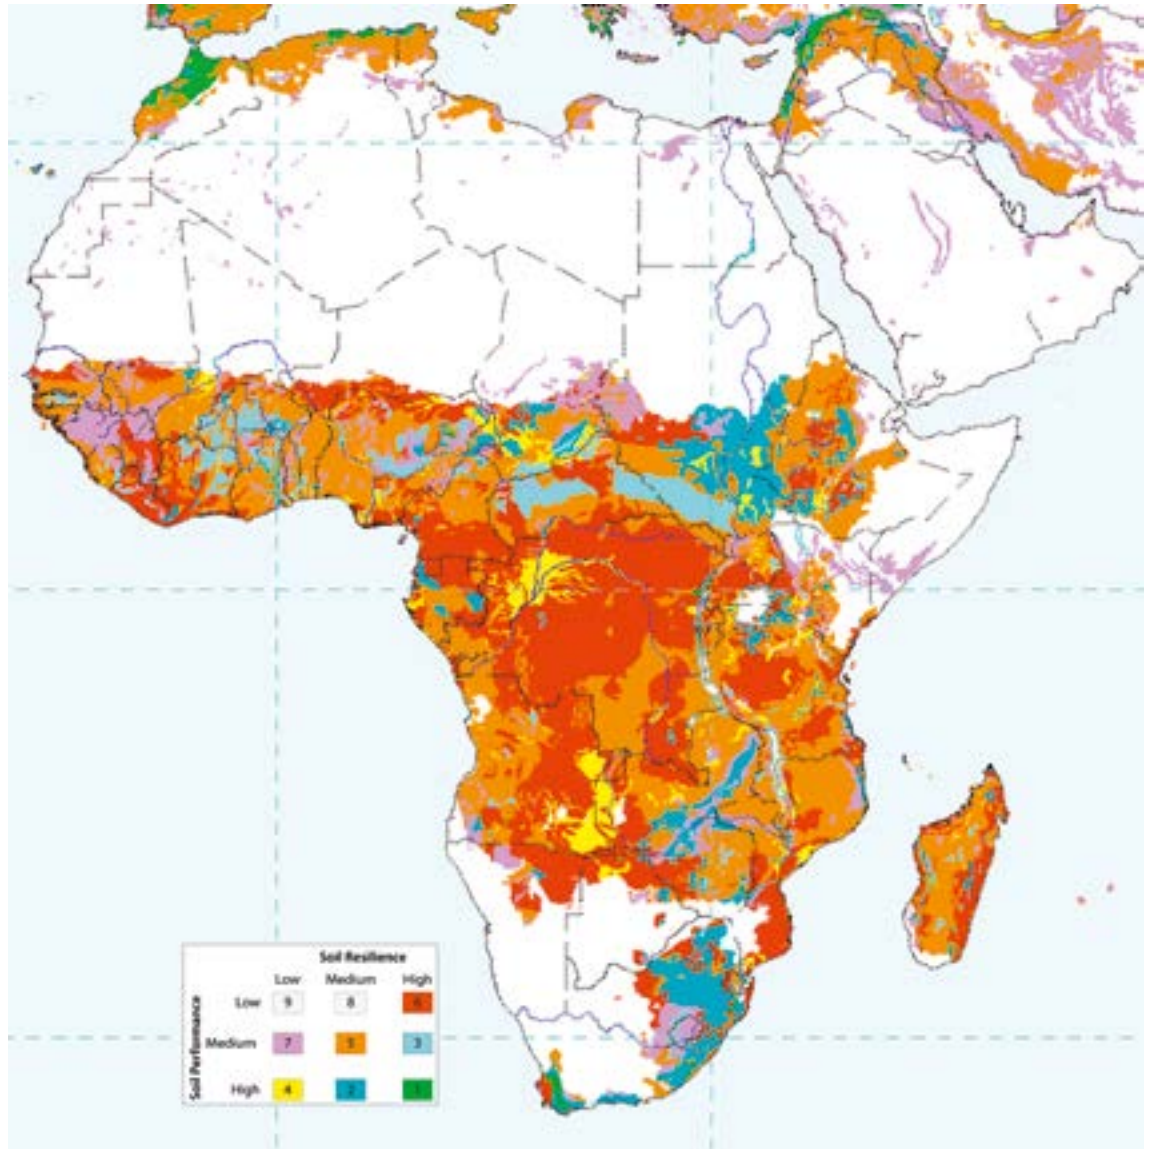 Soil Resilience
Low Medium High
Soil Performance
Low 9 8 6
Medium 7 5 3
High 4 2 1